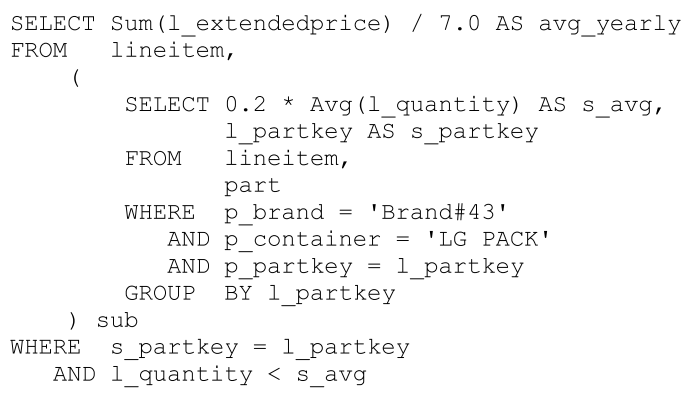 SELECT Sum(l_extendedprice) / 7.0 AS avg_yearly
FROM   lineitem,
    (
        SELECT 0.2 * Avg(l_quantity) AS s_avg,
               l_partkey AS s_partkey
        FROM   lineitem,
               part
        WHERE  p_brand = 'Brand#43'
           AND p_container = 'LG PACK'
           AND p_partkey = l_partkey
        GROUP  BY l_partkey
    ) sub
WHERE  s_partkey = l_partkey
   AND l_quantity < s_avg